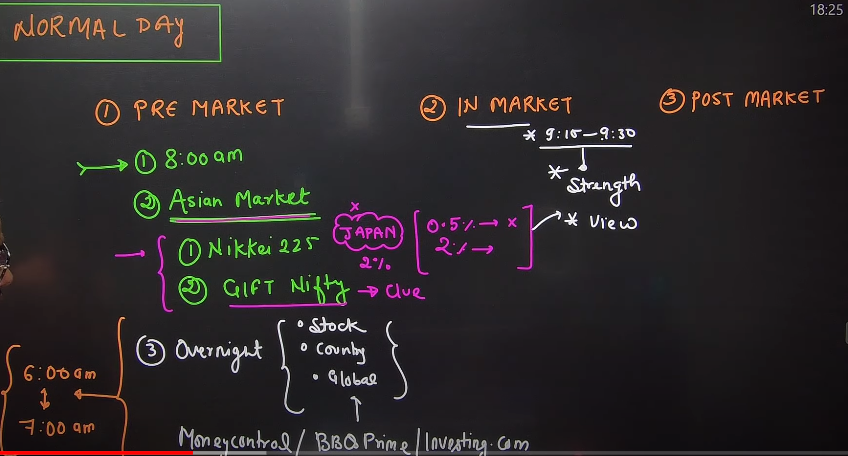 18:25
NORMAL DAY
① PRE MARKET
② IN MARKET
③ POST MARKET
* 9:15-9:30
* Strength
* View
→ ① 8:00 am
② Asian Market
→ ① Nikkei 225
x
JAPAN
2%
0.5% → x
2% →
② GIFT Nifty → Clue
③ Overnight
• Stock
• County
• Global
6:00 am
↕
7:00 am
Moneycontrol / BBQ Prime / Investing.com